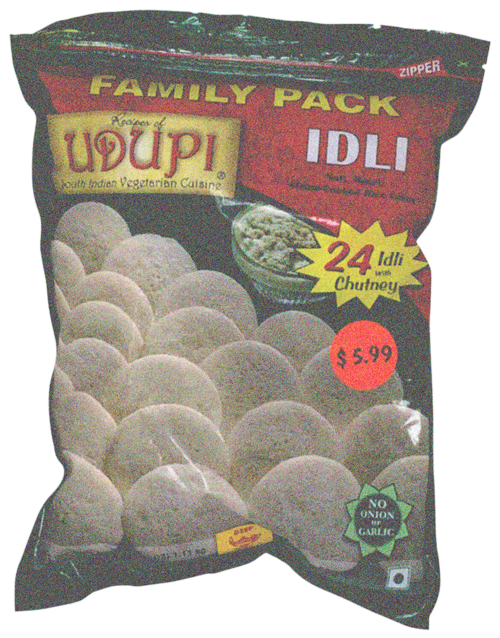 ZIPPER
FAMILY PACK
Recipes of
UDUPI
®
South Indian Vegetarian Cuisine
IDLI
24 Idli
with
Chutney
$5.99
NO
ONION
or
GARLIC
DEEP